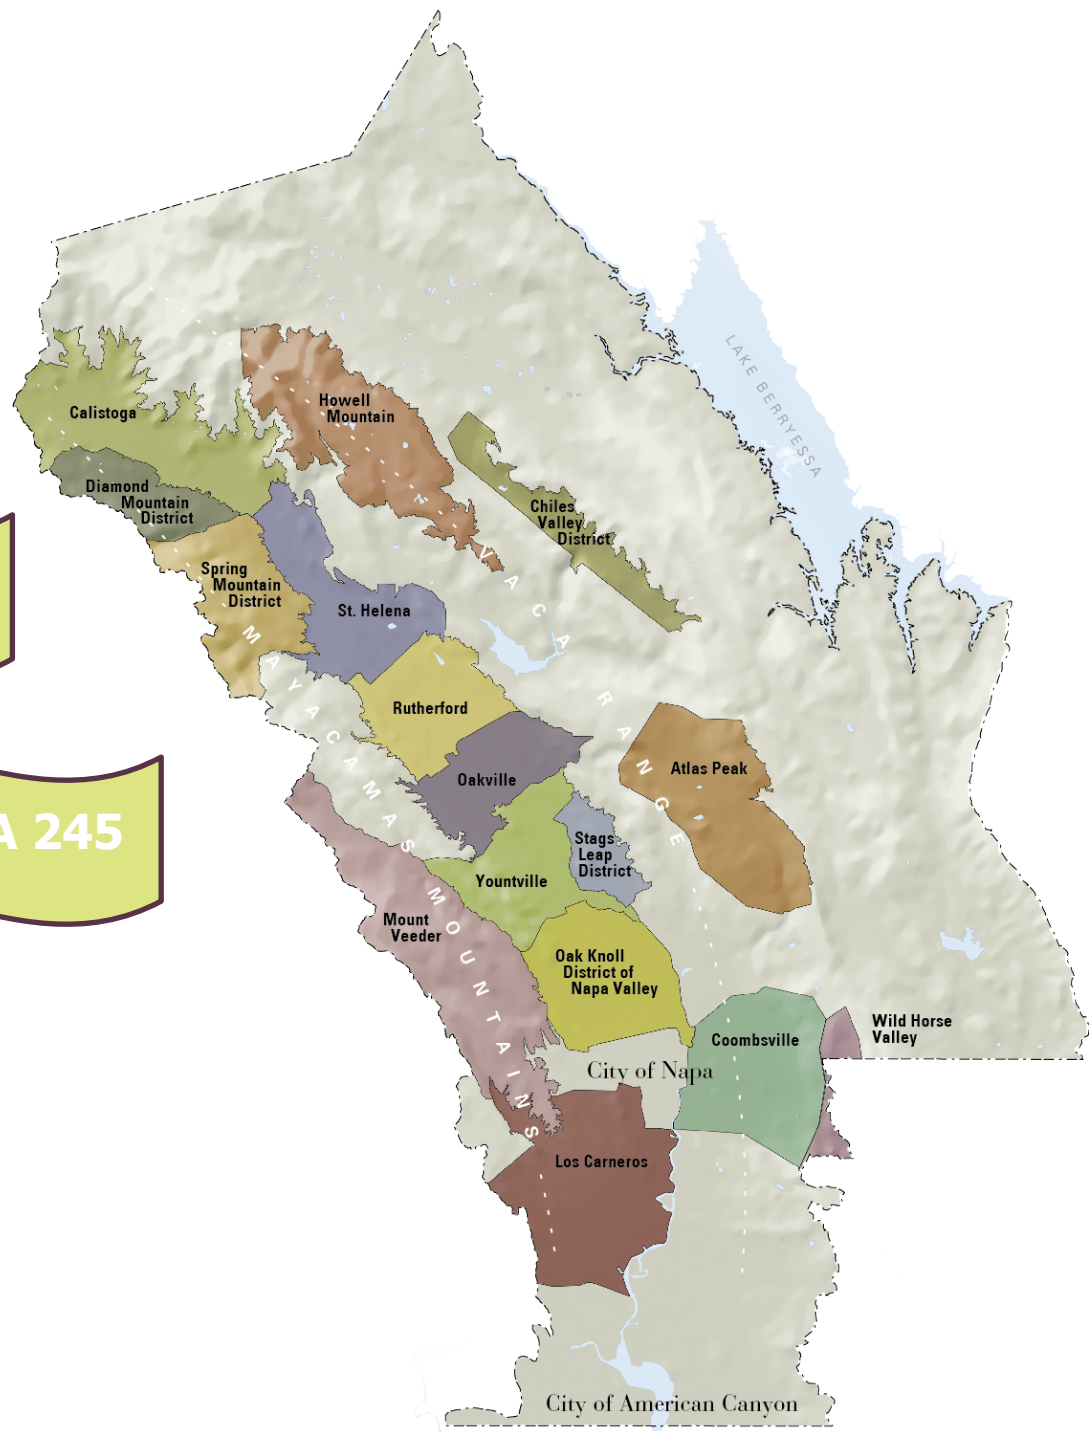 LAKE BERRYESSA
Howell
Mountain
Calistoga
Diamond
Mountain
District
Chiles
Valley
District
Spring
Mountain
District
St. Helena
VACA RANGE
MAYACAMAS MOUNTAINS
Rutherford
Oakville
Atlas Peak
A 245
Stags
Leap
District
Yountville
Mount
Veeder
Oak Knoll
District of
Napa Valley
Wild Horse
Valley
Coombsville
City of Napa
Los Carneros
City of American Canyon